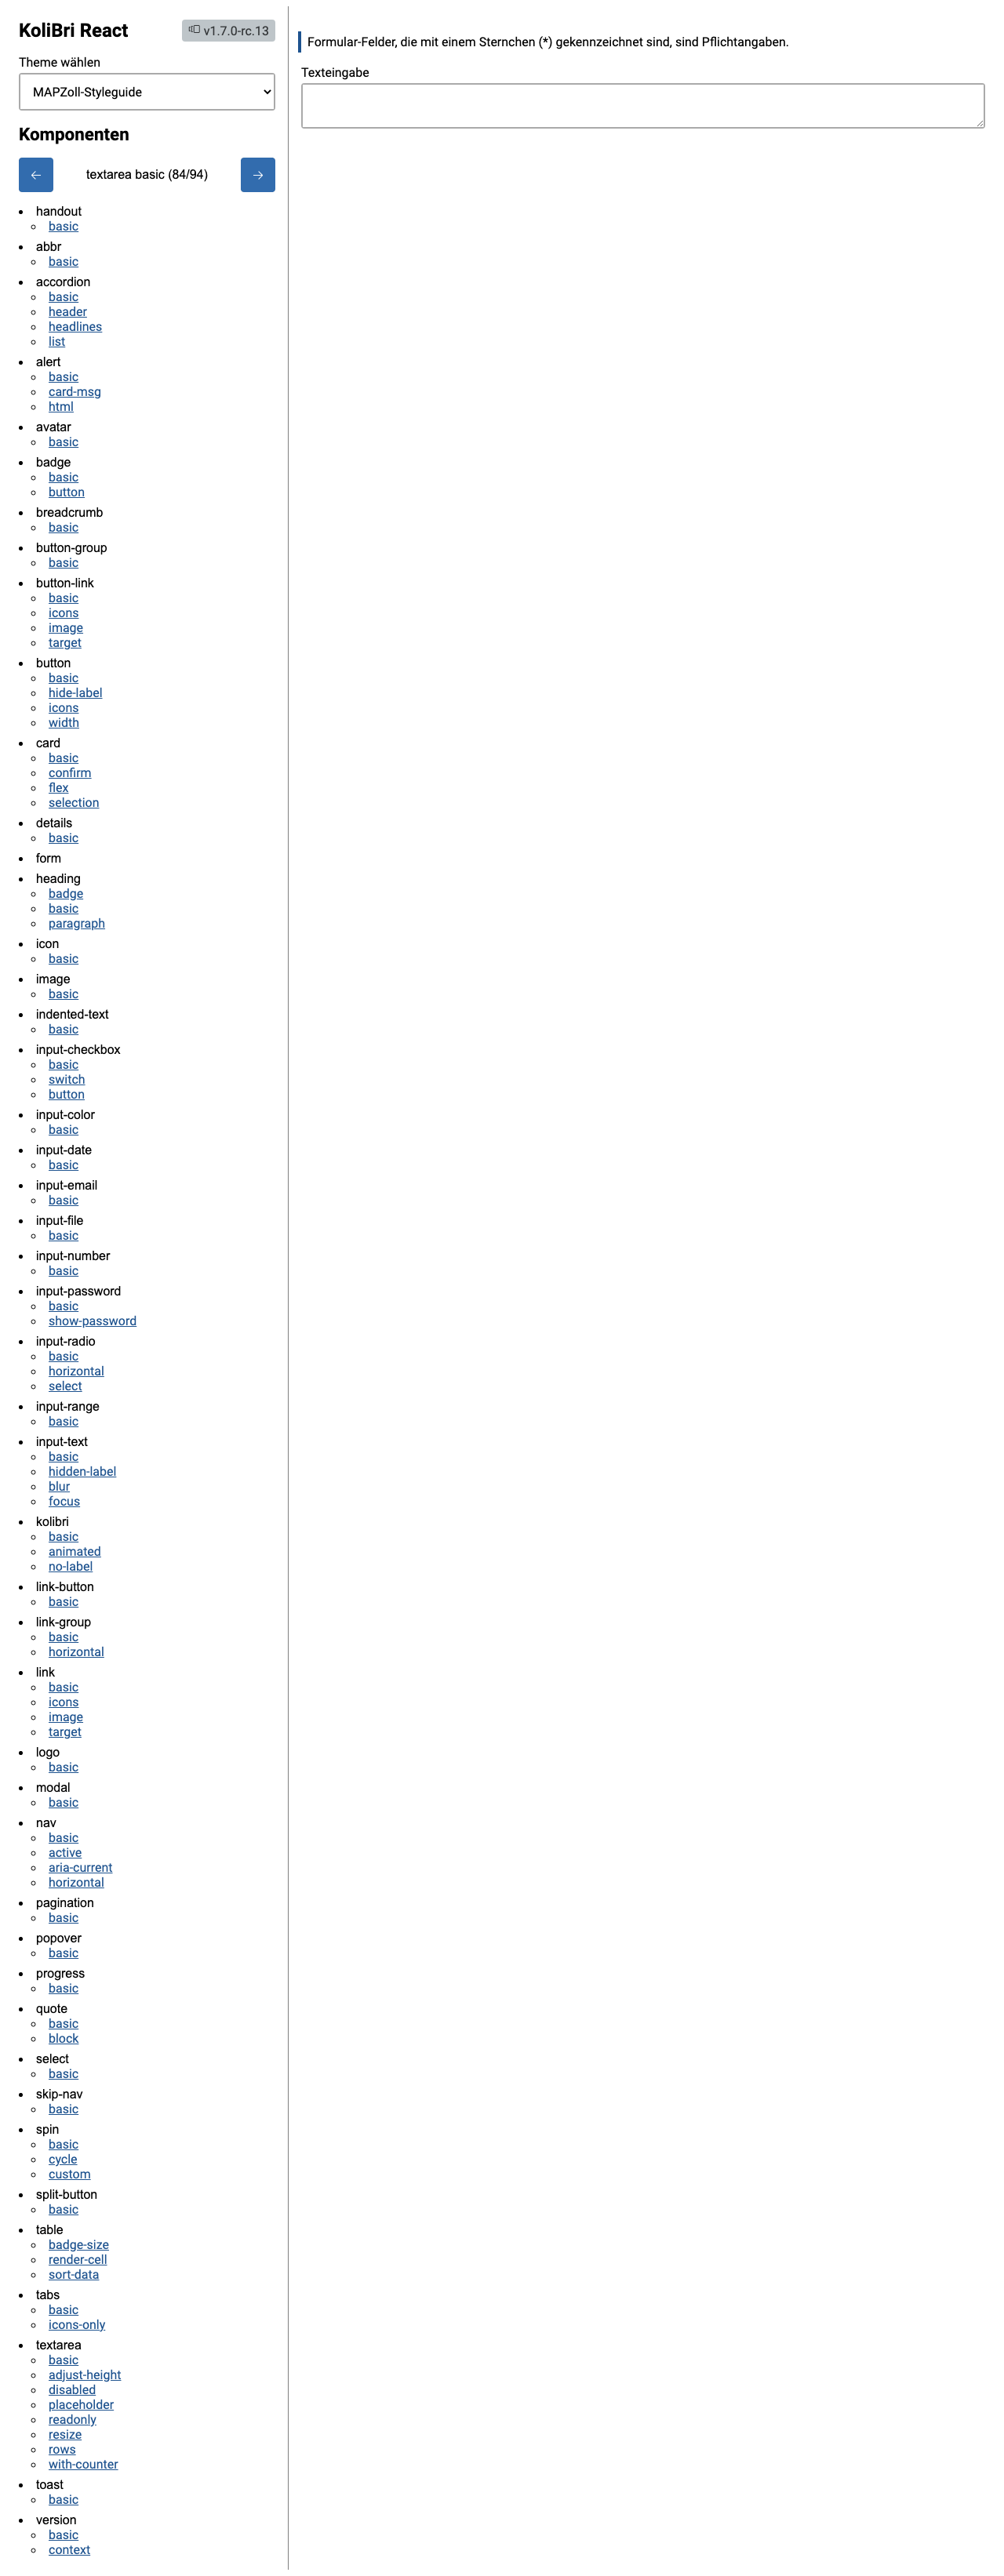 KoliBri React
v1.7.0-rc.13
Theme wählen
MAPZoll-Styleguide
Komponenten
← textarea basic (84/94) →
handout
basic
abbr
basic
accordion
basic
header
headlines
list
alert
basic
card-msg
html
avatar
basic
badge
basic
button
breadcrumb
basic
button-group
basic
button-link
basic
icons
image
target
button
basic
hide-label
icons
width
card
basic
confirm
flex
selection
details
basic
form
heading
badge
basic
paragraph
icon
basic
image
basic
indented-text
basic
input-checkbox
basic
switch
button
input-color
basic
input-date
basic
input-email
basic
input-file
basic
input-number
basic
input-password
basic
show-password
input-radio
basic
horizontal
select
input-range
basic
input-text
basic
hidden-label
blur
focus
kolibri
basic
animated
no-label
link-button
basic
link-group
basic
horizontal
link
basic
icons
image
target
logo
basic
modal
basic
nav
basic
active
aria-current
horizontal
pagination
basic
popover
basic
progress
basic
quote
basic
block
select
basic
skip-nav
basic
spin
basic
cycle
custom
split-button
basic
table
badge-size
render-cell
sort-data
tabs
basic
icons-only
textarea
basic
adjust-height
disabled
placeholder
readonly
resize
rows
with-counter
toast
basic
version
basic
context
Formular-Felder, die mit einem Sternchen (*) gekennzeichnet sind, sind Pflichtangaben.
Texteingabe